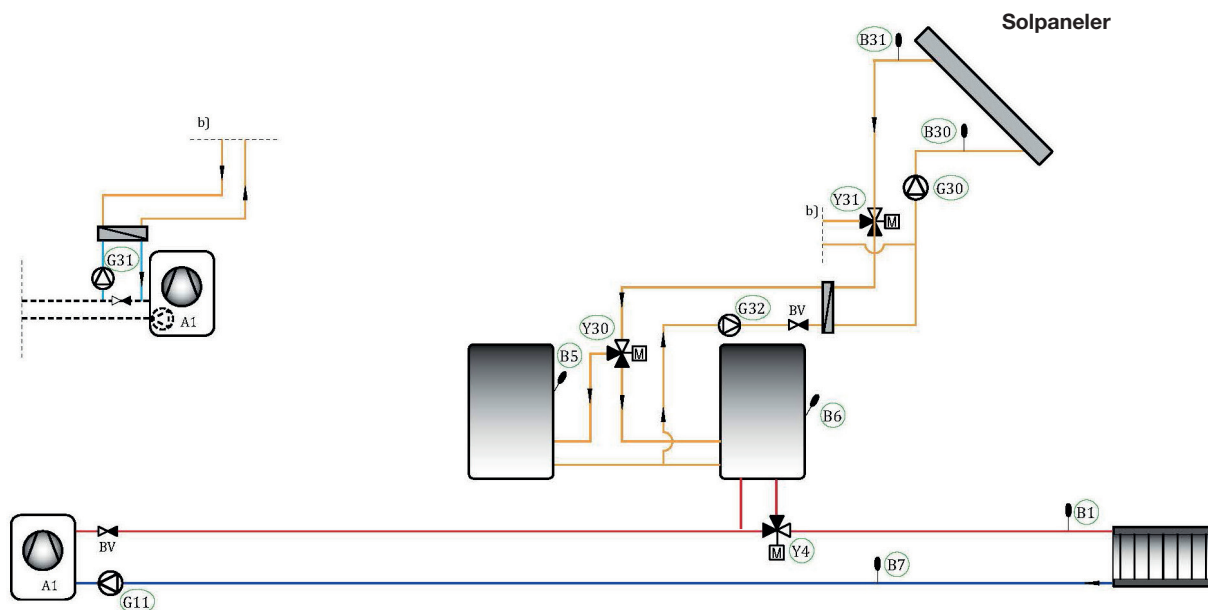 Solpaneler
B31
b)
B30
G30
Y31
b)
M
G31
A1
G32
BV
Y30
M
B5
B6
B1
BV
M
Y4
B7
A1
G11